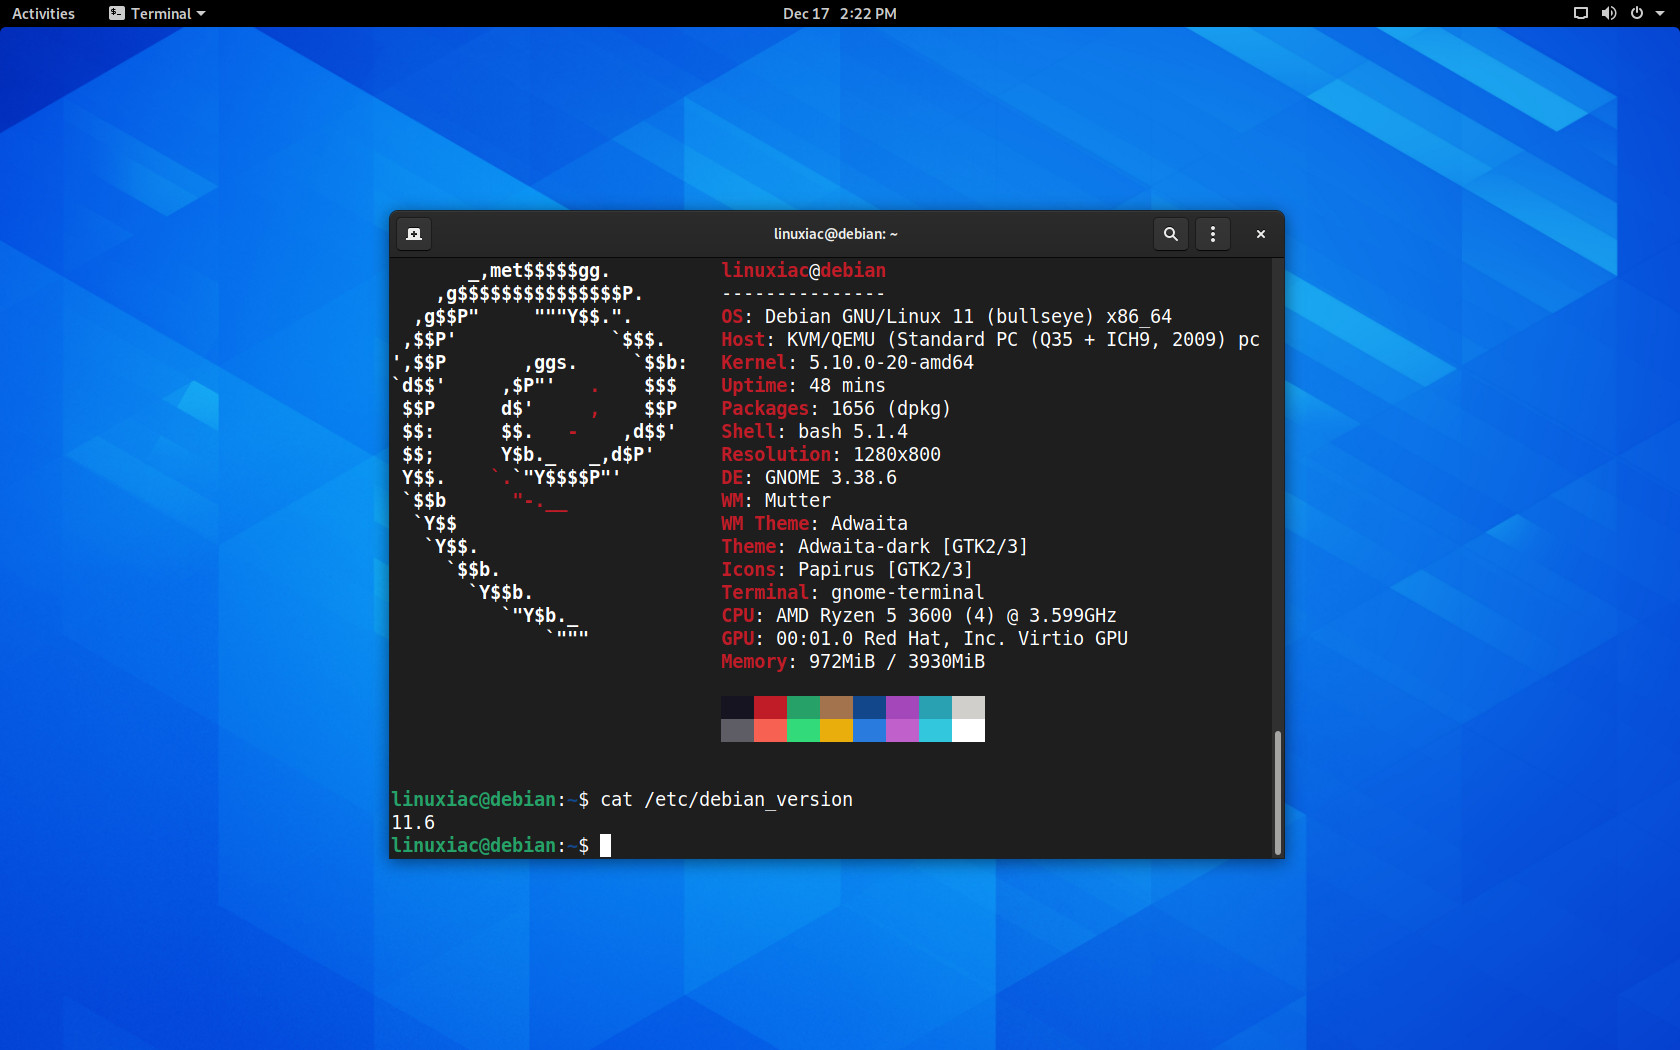 Activities Terminal Dec 17 2:22 PM
linuxiac@debian: ~
_,met$$$$$gg. linuxiac@debian
,g$$$$$$$$$$$$$$$P. ---------------
,g$$P" """Y$$.". OS: Debian GNU/Linux 11 (bullseye) x86_64
,$$P' `$$$. Host: KVM/QEMU (Standard PC (Q35 + ICH9, 2009) pc
',$$P ,ggs. `$$b: Kernel: 5.10.0-20-amd64
`d$$' ,$P"' . $$$ Uptime: 48 mins
$$P d$' , $$P Packages: 1656 (dpkg)
$$: $$. - ,d$$' Shell: bash 5.1.4
$$; Y$b._ _,d$P' Resolution: 1280x800
Y$$. `.`"Y$$$$P"' DE: GNOME 3.38.6
`$$b "-.__ WM: Mutter
`Y$$ WM Theme: Adwaita
`Y$$. Theme: Adwaita-dark [GTK2/3]
`$$b. Icons: Papirus [GTK2/3]
`Y$$b. Terminal: gnome-terminal
`"Y$b._ CPU: AMD Ryzen 5 3600 (4) @ 3.599GHz
`""" GPU: 00:01.0 Red Hat, Inc. Virtio GPU
Memory: 972MiB / 3930MiB
linuxiac@debian:~$ cat /etc/debian_version
11.6
linuxiac@debian:~$